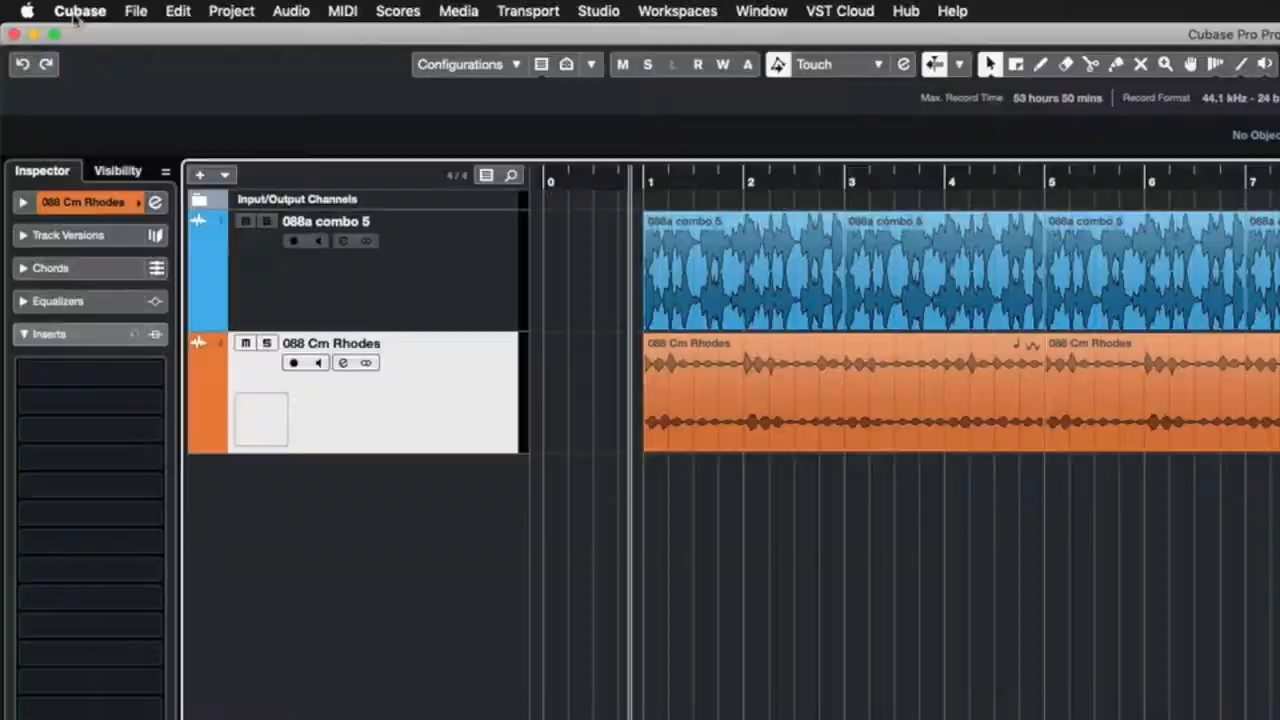 Cubase File Edit Project Audio MIDI Scores Media Transport Studio Workspaces Window VST Cloud Hub Help
Cubase Pro Pro
Configurations M S L R W A Touch
Max. Record Time 53 hours 50 mins Record Format 44.1 kHz - 24 b
No Objec
Inspector Visibility
4 / 4 0 1 2 3 4 5 6 7
088 Cm Rhodes Input/Output Channels
m s 088a combo 5 088a combo 5 088a combo 5 088a combo 5 088a
Track Versions
Chords
Equalizers
Inserts
m s 088 Cm Rhodes 088 Cm Rhodes 088 Cm Rhodes